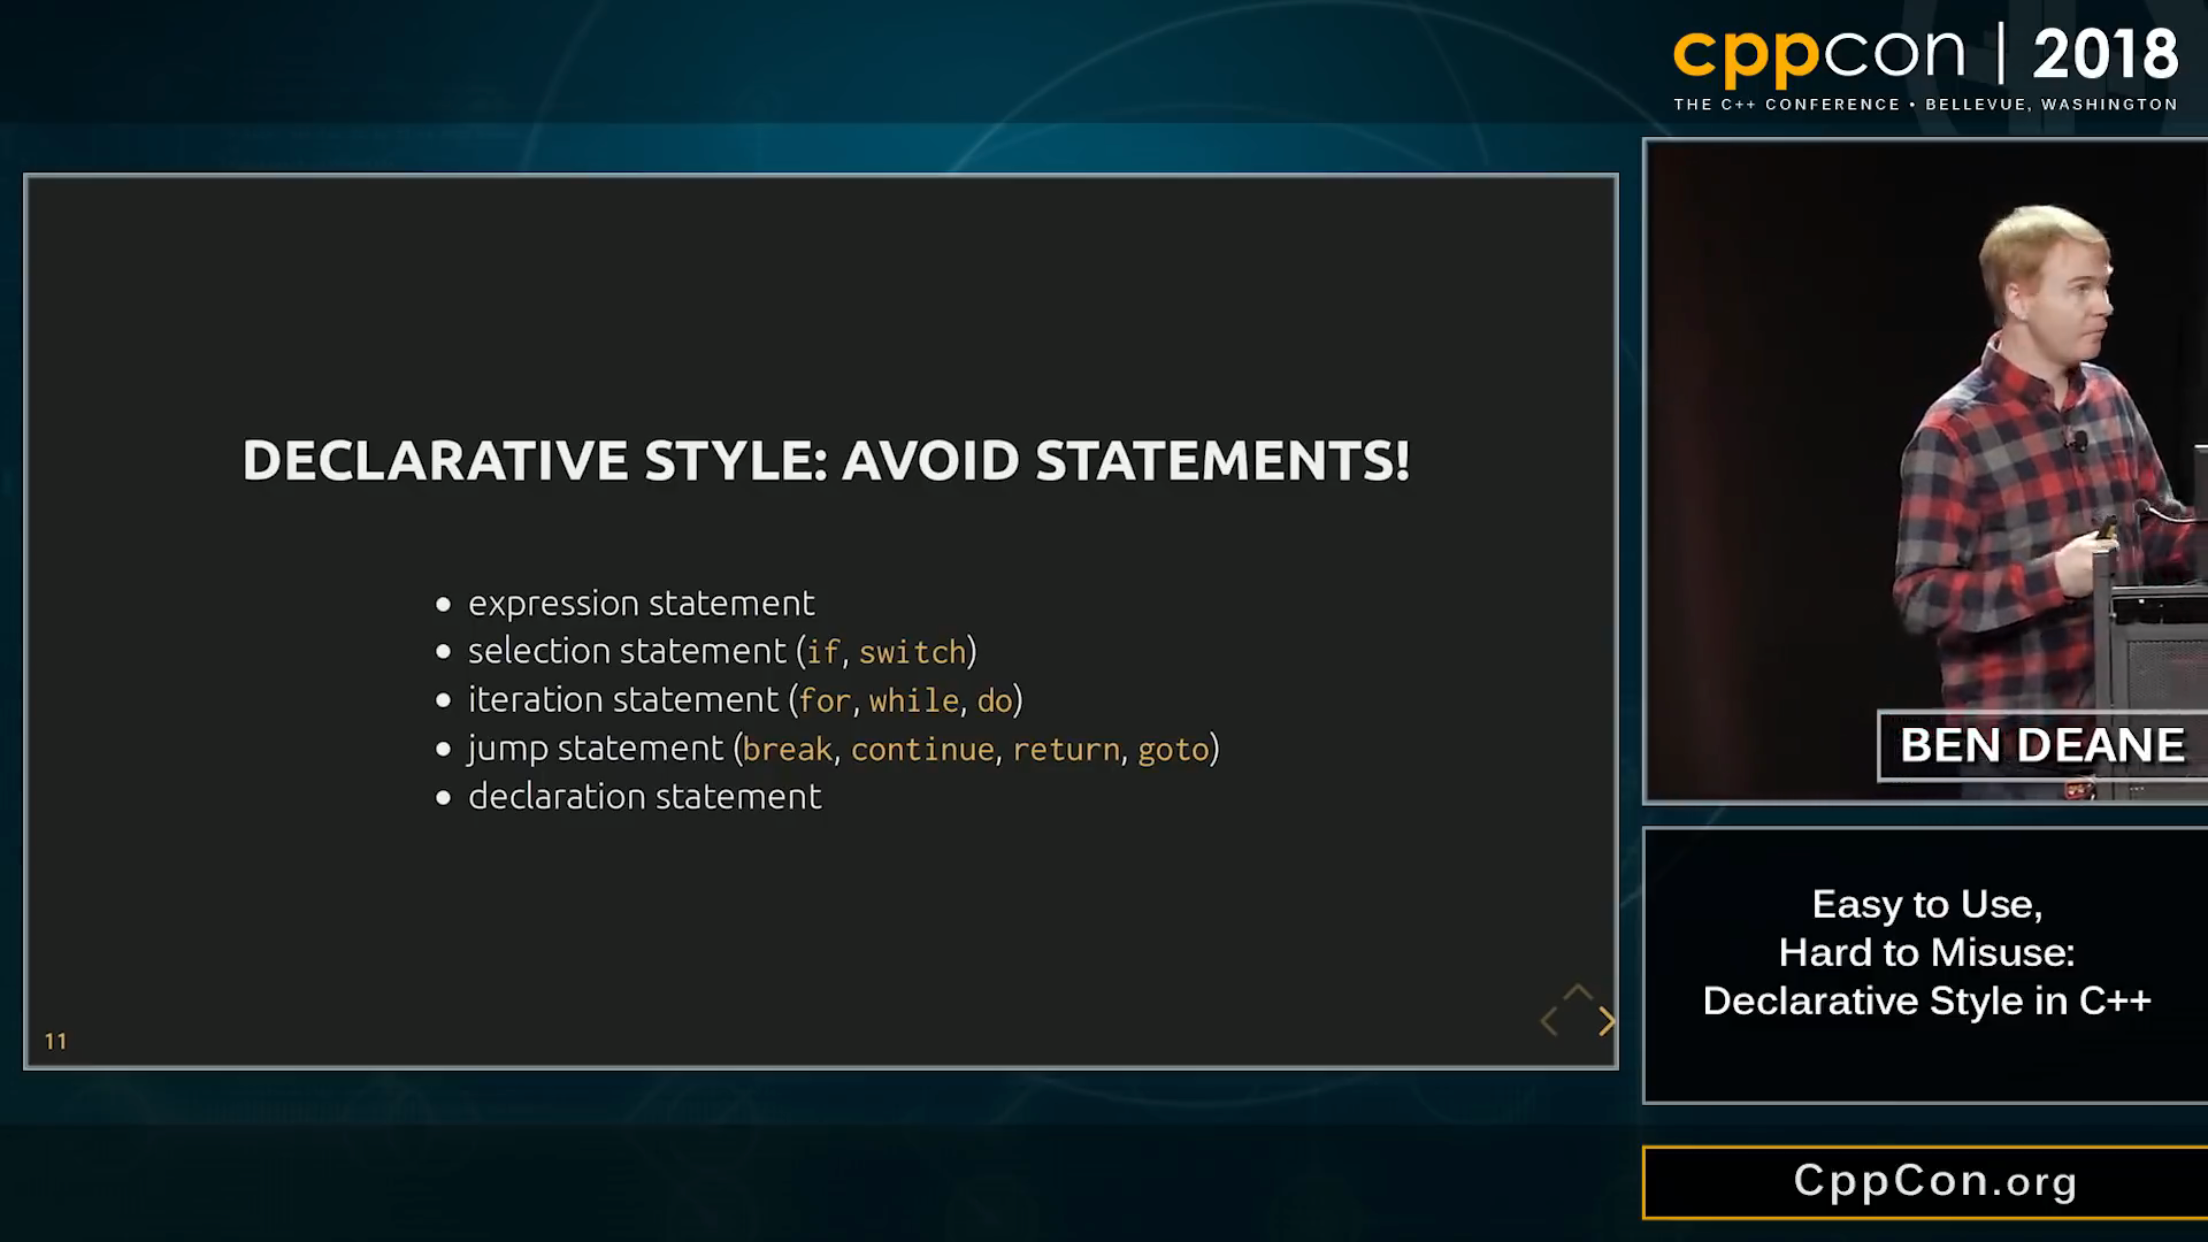 cppcon | 2018
THE C++ CONFERENCE • BELLEVUE, WASHINGTON
DECLARATIVE STYLE: AVOID STATEMENTS!
• expression statement
• selection statement (if, switch)
• iteration statement (for, while, do)
• jump statement (break, continue, return, goto)
• declaration statement
11
BEN DEANE
Easy to Use,
Hard to Misuse:
Declarative Style in C++
CppCon.org